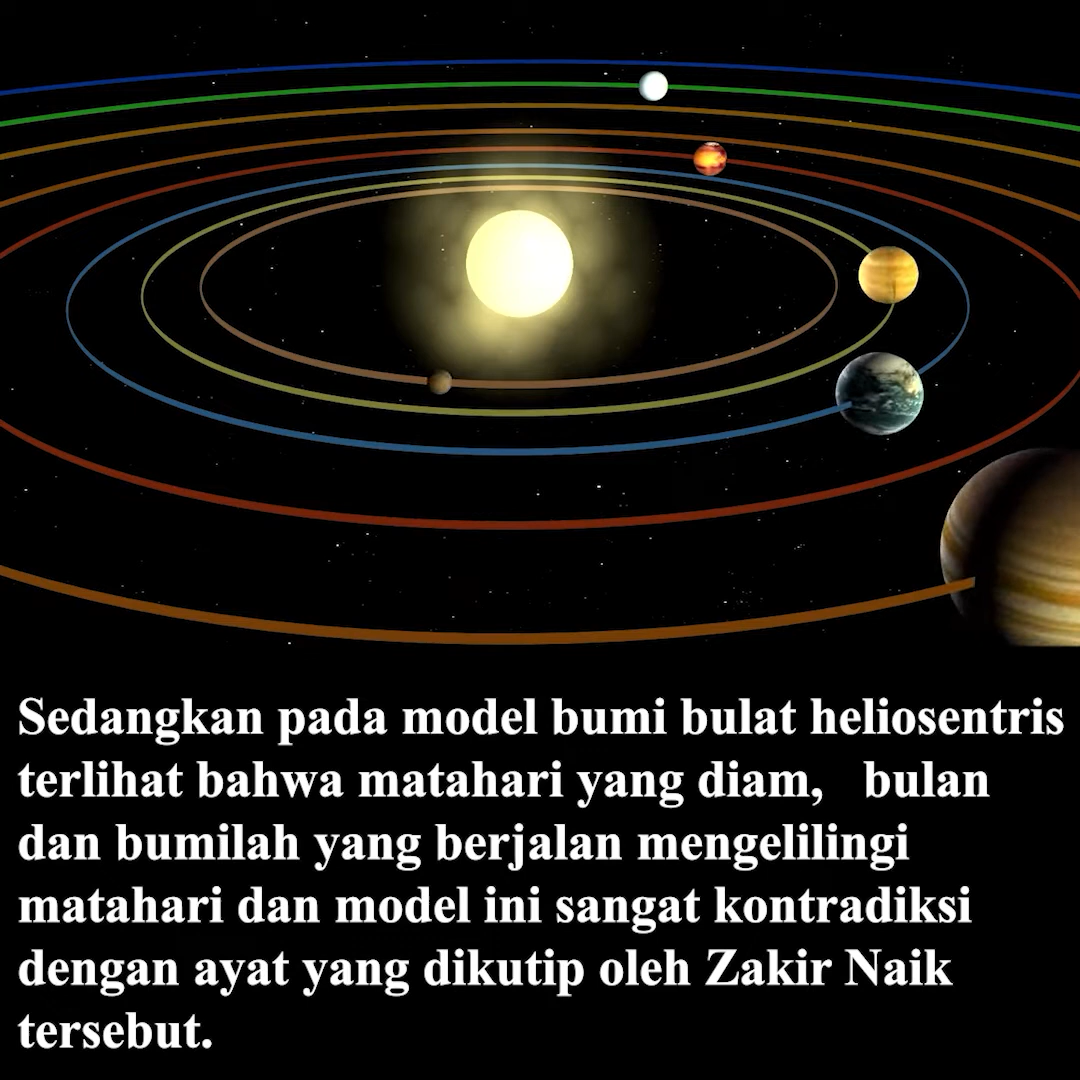 Sedangkan pada model bumi bulat heliosentris
terlihat bahwa matahari yang diam,   bulan
dan bumilah yang berjalan mengelilingi
matahari dan model ini sangat kontradiksi
dengan ayat yang dikutip oleh Zakir Naik
tersebut.